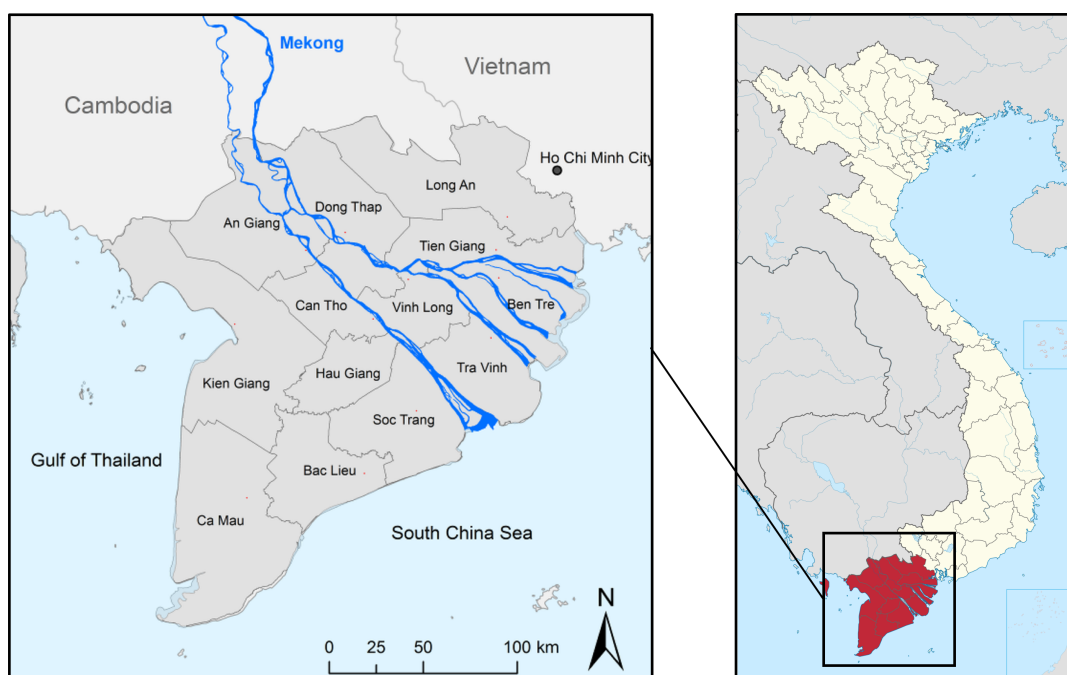 Mekong
Vietnam
Cambodia
Ho Chi Minh City
Long An
Dong Thap
An Giang
Tien Giang
Can Tho
Vinh Long
Ben Tre
Hau Giang
Tra Vinh
Kien Giang
Soc Trang
Gulf of Thailand
Bac Lieu
Ca Mau
South China Sea
N
0 25 50 100 km